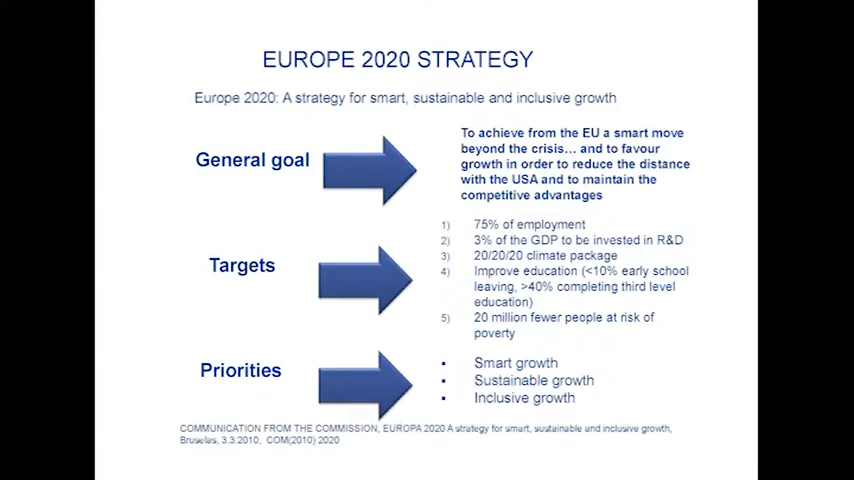 EUROPE 2020 STRATEGY
Europe 2020: A strategy for smart, sustainable and inclusive growth
General goal
To achieve from the EU a smart move
beyond the crisis… and to favour
growth in order to reduce the distance
with the USA and to maintain the
competitive advantages
Targets
1) 75% of employment
2) 3% of the GDP to be invested in R&D
3) 20/20/20 climate package
4) Improve education (<10% early school
leaving, >40% completing third level
education)
5) 20 million fewer people at risk of
poverty
Priorities
▪ Smart growth
▪ Sustainable growth
▪ Inclusive growth
COMMUNICATION FROM THE COMMISSION, EUROPA 2020 A strategy for smart, sustainable and inclusive growth,
Bruselas, 3.3.2010, COM(2010) 2020